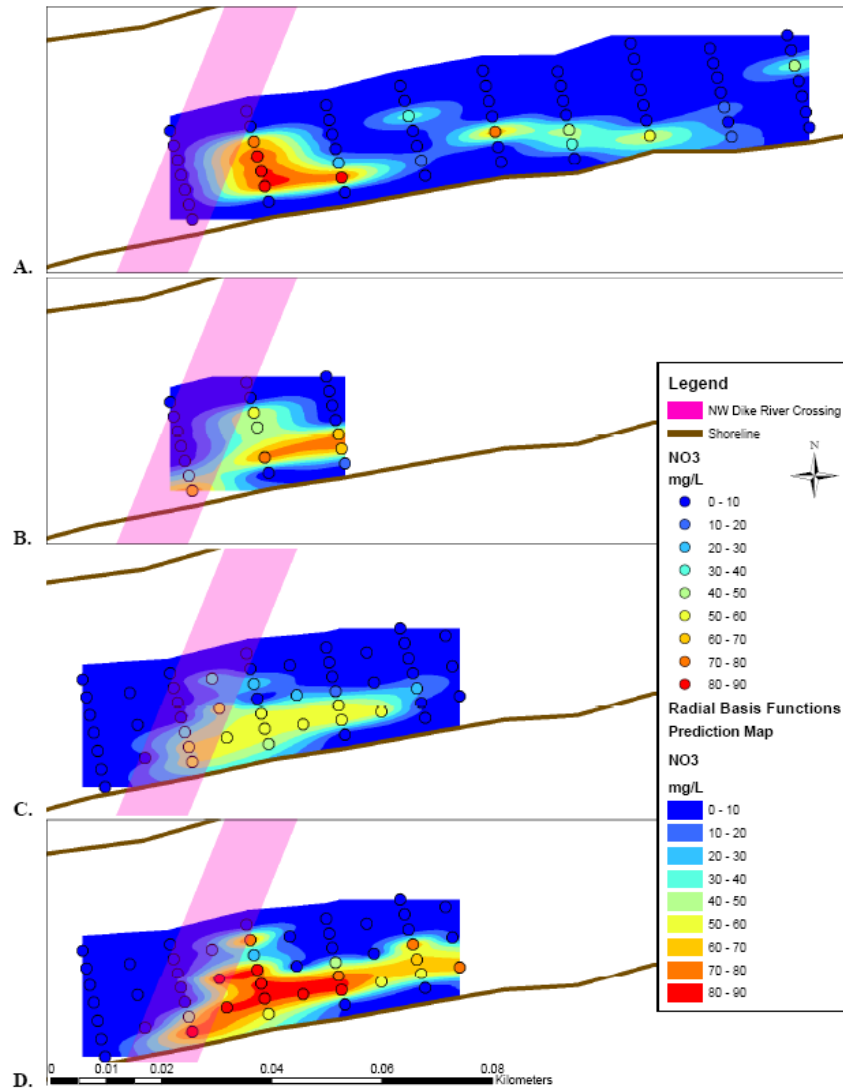 A.
B.
Legend
NW Dike River Crossing
Shoreline
N
NO3
mg/L
0 - 10
10 - 20
20 - 30
30 - 40
40 - 50
50 - 60
60 - 70
70 - 80
80 - 90
Radial Basis Functions
Prediction Map
NO3
mg/L
0 - 10
10 - 20
20 - 30
30 - 40
40 - 50
50 - 60
60 - 70
70 - 80
80 - 90
C.
D.
0 0.01 0.02 0.04 0.06 0.08
Kilometers